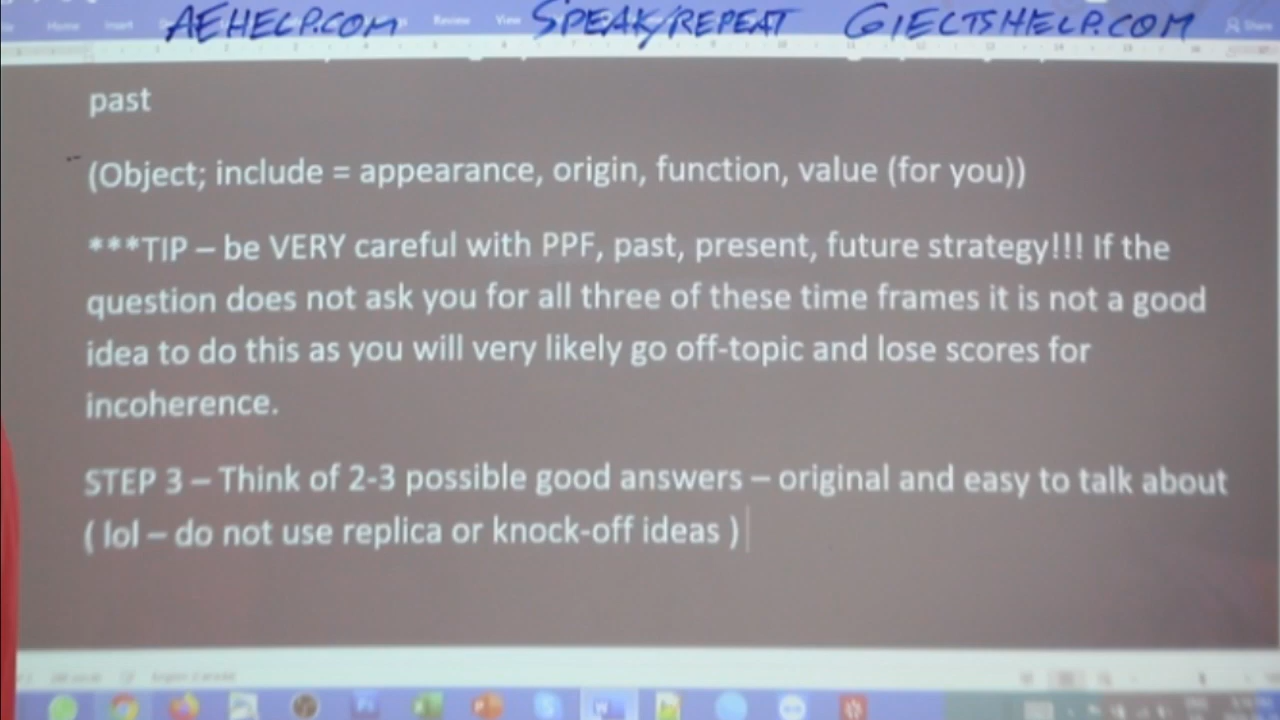 AEHELP.COM SPEAK/REPEAT GIELTSHELP.COM
Home Insert Review View Share
past
(Object; include = appearance, origin, function, value (for you))
***TIP – be VERY careful with PPF, past, present, future strategy!!! If the
question does not ask you for all three of these time frames it is not a good
idea to do this as you will very likely go off-topic and lose scores for
incoherence.
STEP 3 – Think of 2-3 possible good answers – original and easy to talk about
( lol – do not use replica or knock-off ideas )